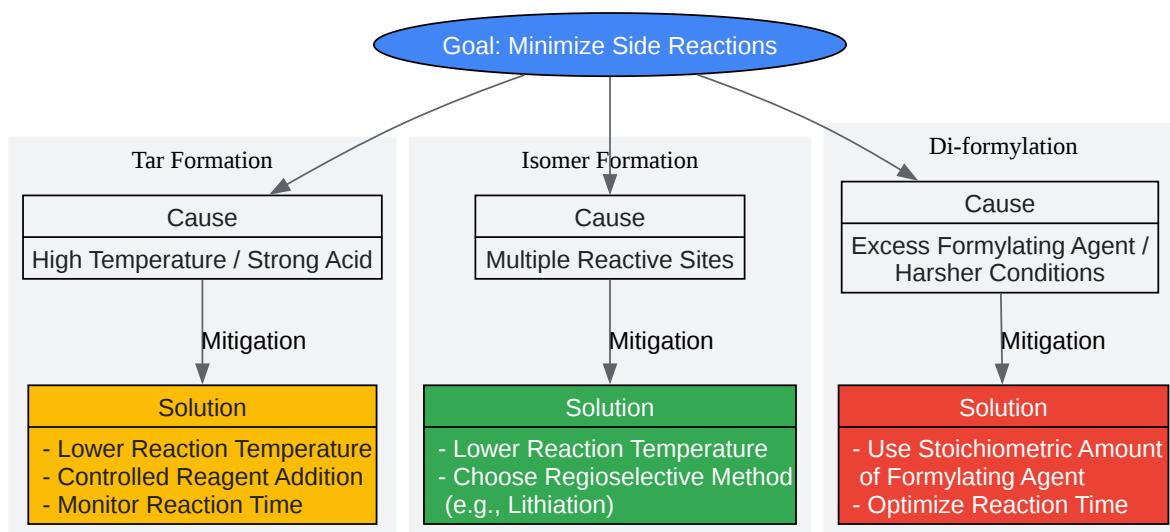 Goal: Minimize Side Reactions
Tar Formation
Cause
High Temperature / Strong Acid
Mitigation
Solution
- Lower Reaction Temperature
- Controlled Reagent Addition
- Monitor Reaction Time
Isomer Formation
Cause
Multiple Reactive Sites
Mitigation
Solution
- Lower Reaction Temperature
- Choose Regioselective Method
(e.g., Lithiation)
Di-formylation
Cause
Excess Formylating Agent /
Harsher Conditions
Mitigation
Solution
- Use Stoichiometric Amount
of Formylating Agent
- Optimize Reaction Time